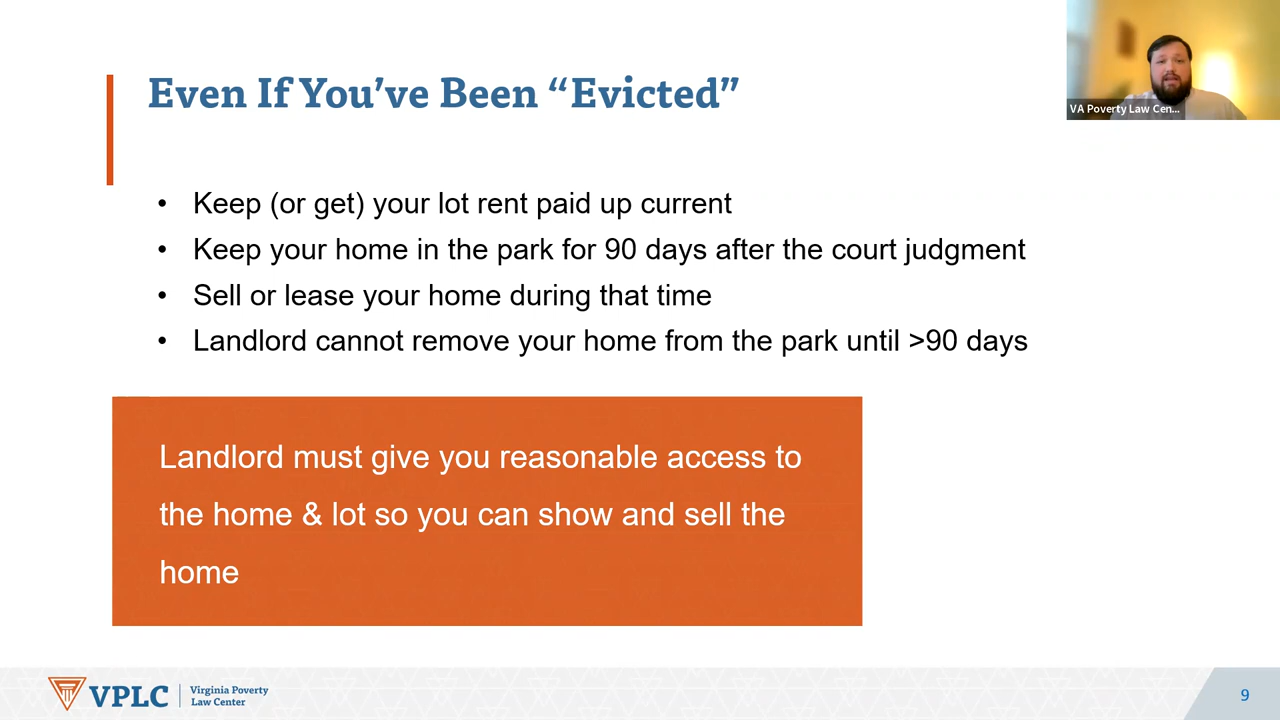 Even If You’ve Been “Evicted”
VA Poverty Law Cen...
• Keep (or get) your lot rent paid up current
• Keep your home in the park for 90 days after the court judgment
• Sell or lease your home during that time
• Landlord cannot remove your home from the park until >90 days
Landlord must give you reasonable access to
the home & lot so you can show and sell the
home
VPLC
Virginia Poverty
Law Center
9